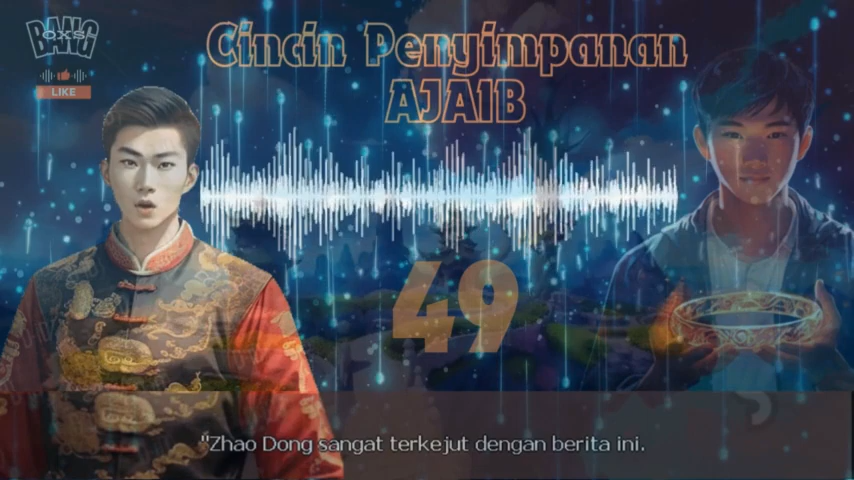 BANG
OXS
LIKE
Cincin Penyimpanan
AJAIB
49
"Zhao Dong sangat terkejut dengan berita ini.